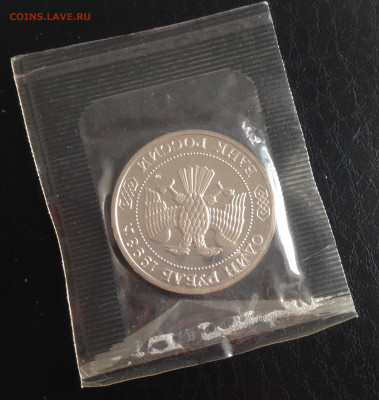 COINS.LAVE.RU
БАНК РОССИИ
ОДИН РУБЛЬ 1993 г.